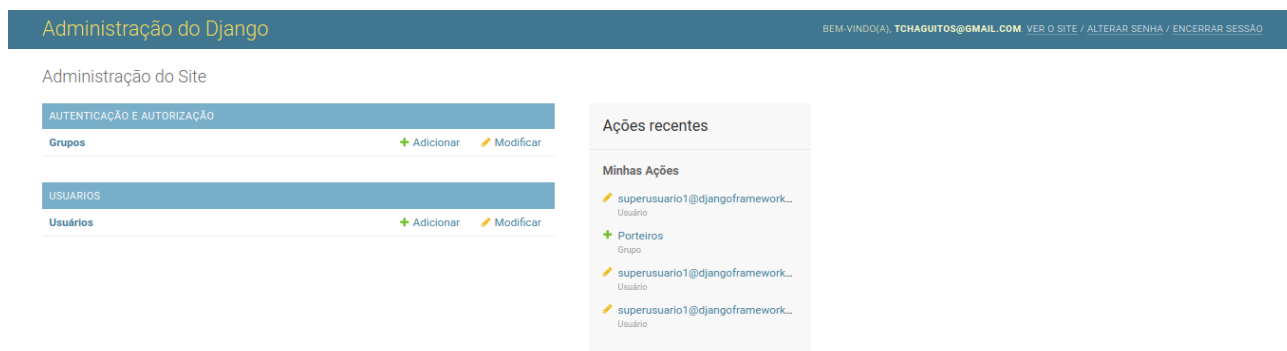 Administração do Django
BEM-VINDO(A), TCHAGUITOS@GMAIL.COM. VER O SITE / ALTERAR SENHA / ENCERRAR SESSÃO
Administração do Site
AUTENTICAÇÃO E AUTORIZAÇÃO
Grupos + Adicionar Modificar
USUARIOS
Usuários + Adicionar Modificar
Ações recentes
Minhas Ações
superusuario1@djangoframework...
Usuário
+ Porteiros
Grupo
superusuario1@djangoframework...
Usuário
superusuario1@djangoframework...
Usuário